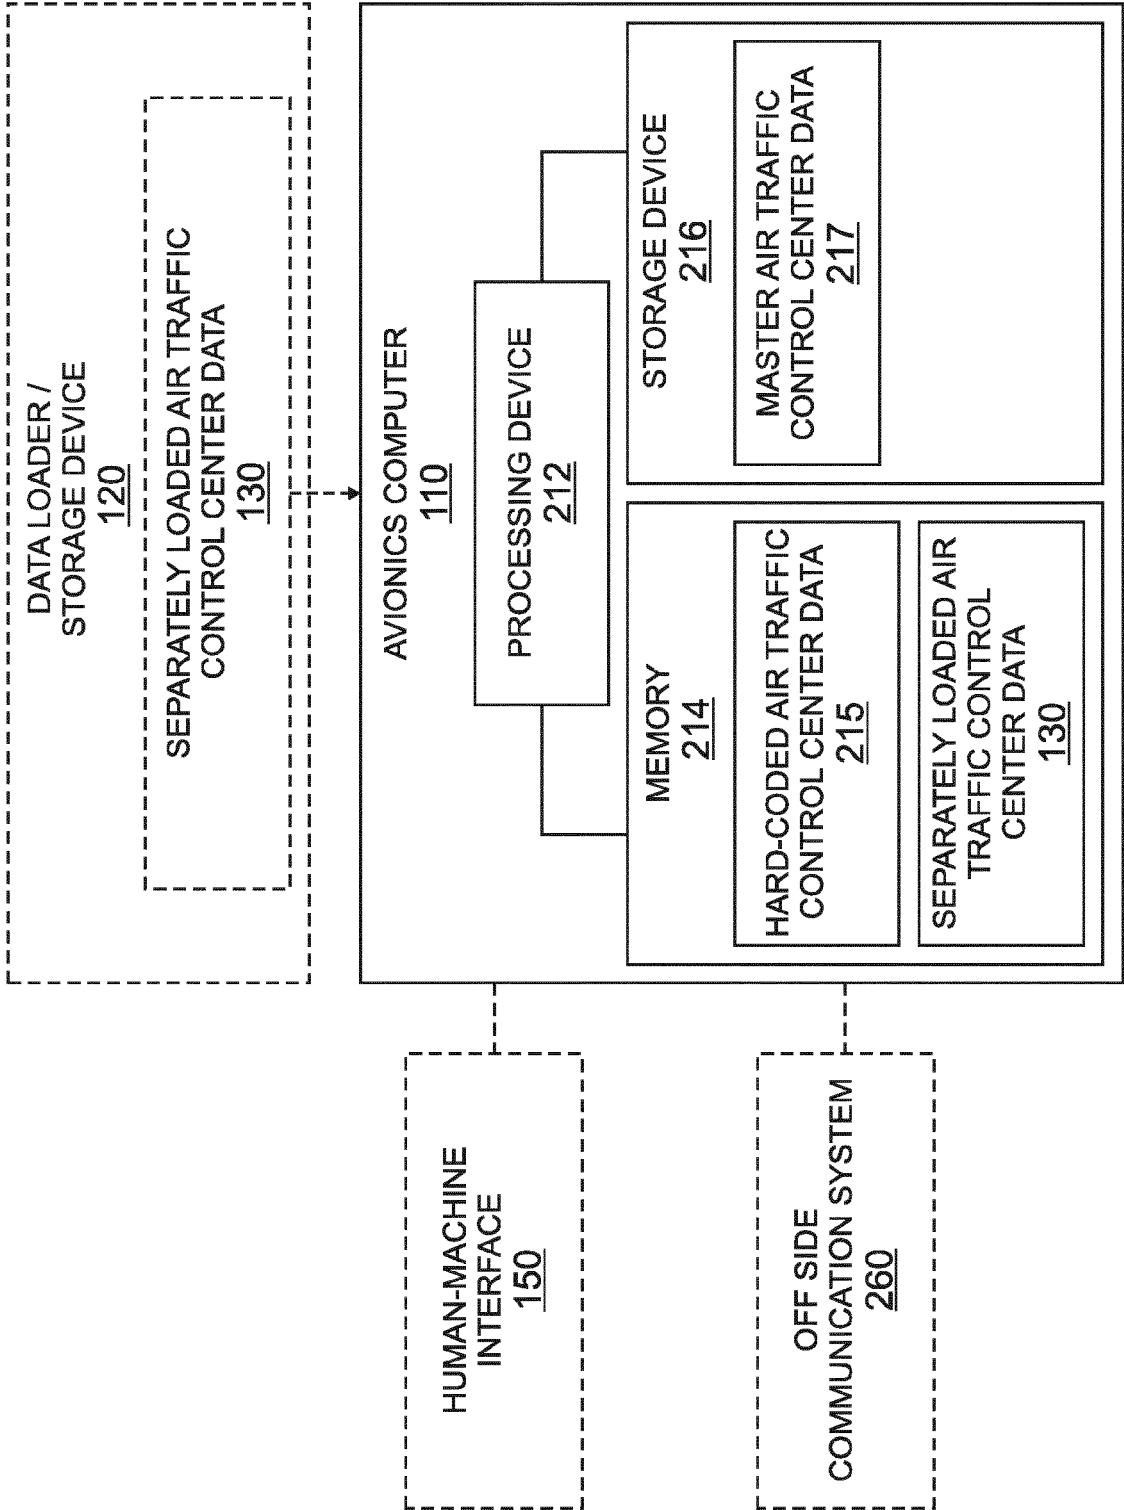 DATA LOADER /
STORAGE DEVICE
120
SEPARATELY LOADED AIR TRAFFIC
CONTROL CENTER DATA
130
AVIONICS COMPUTER
110
PROCESSING DEVICE
212
MEMORY
214
HARD-CODED AIR TRAFFIC
CONTROL CENTER DATA
215
SEPARATELY LOADED AIR
TRAFFIC CONTROL
CENTER DATA
130
STORAGE DEVICE
216
MASTER AIR TRAFFIC
CONTROL CENTER DATA
217
HUMAN-MACHINE
INTERFACE
150
OFF SIDE
COMMUNICATION SYSTEM
260